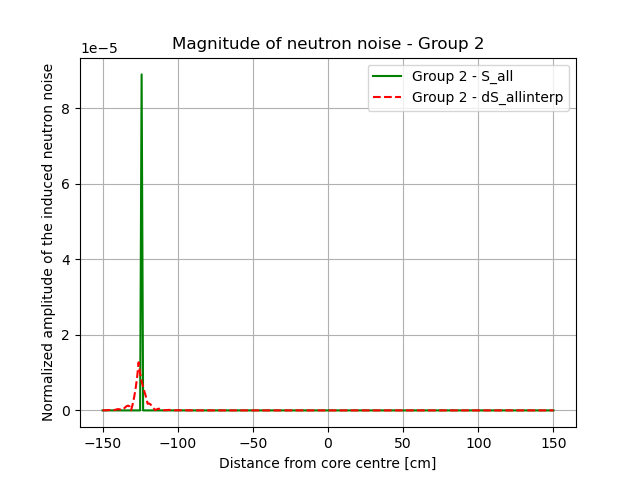 Magnitude of neutron noise - Group 2
1e−5
Group 2 - S_all
Group 2 - dS_allinterp
Normalized amplitude of the induced neutron noise
8
6
4
2
0
−150
−100
−50
0
50
100
150
Distance from core centre [cm]